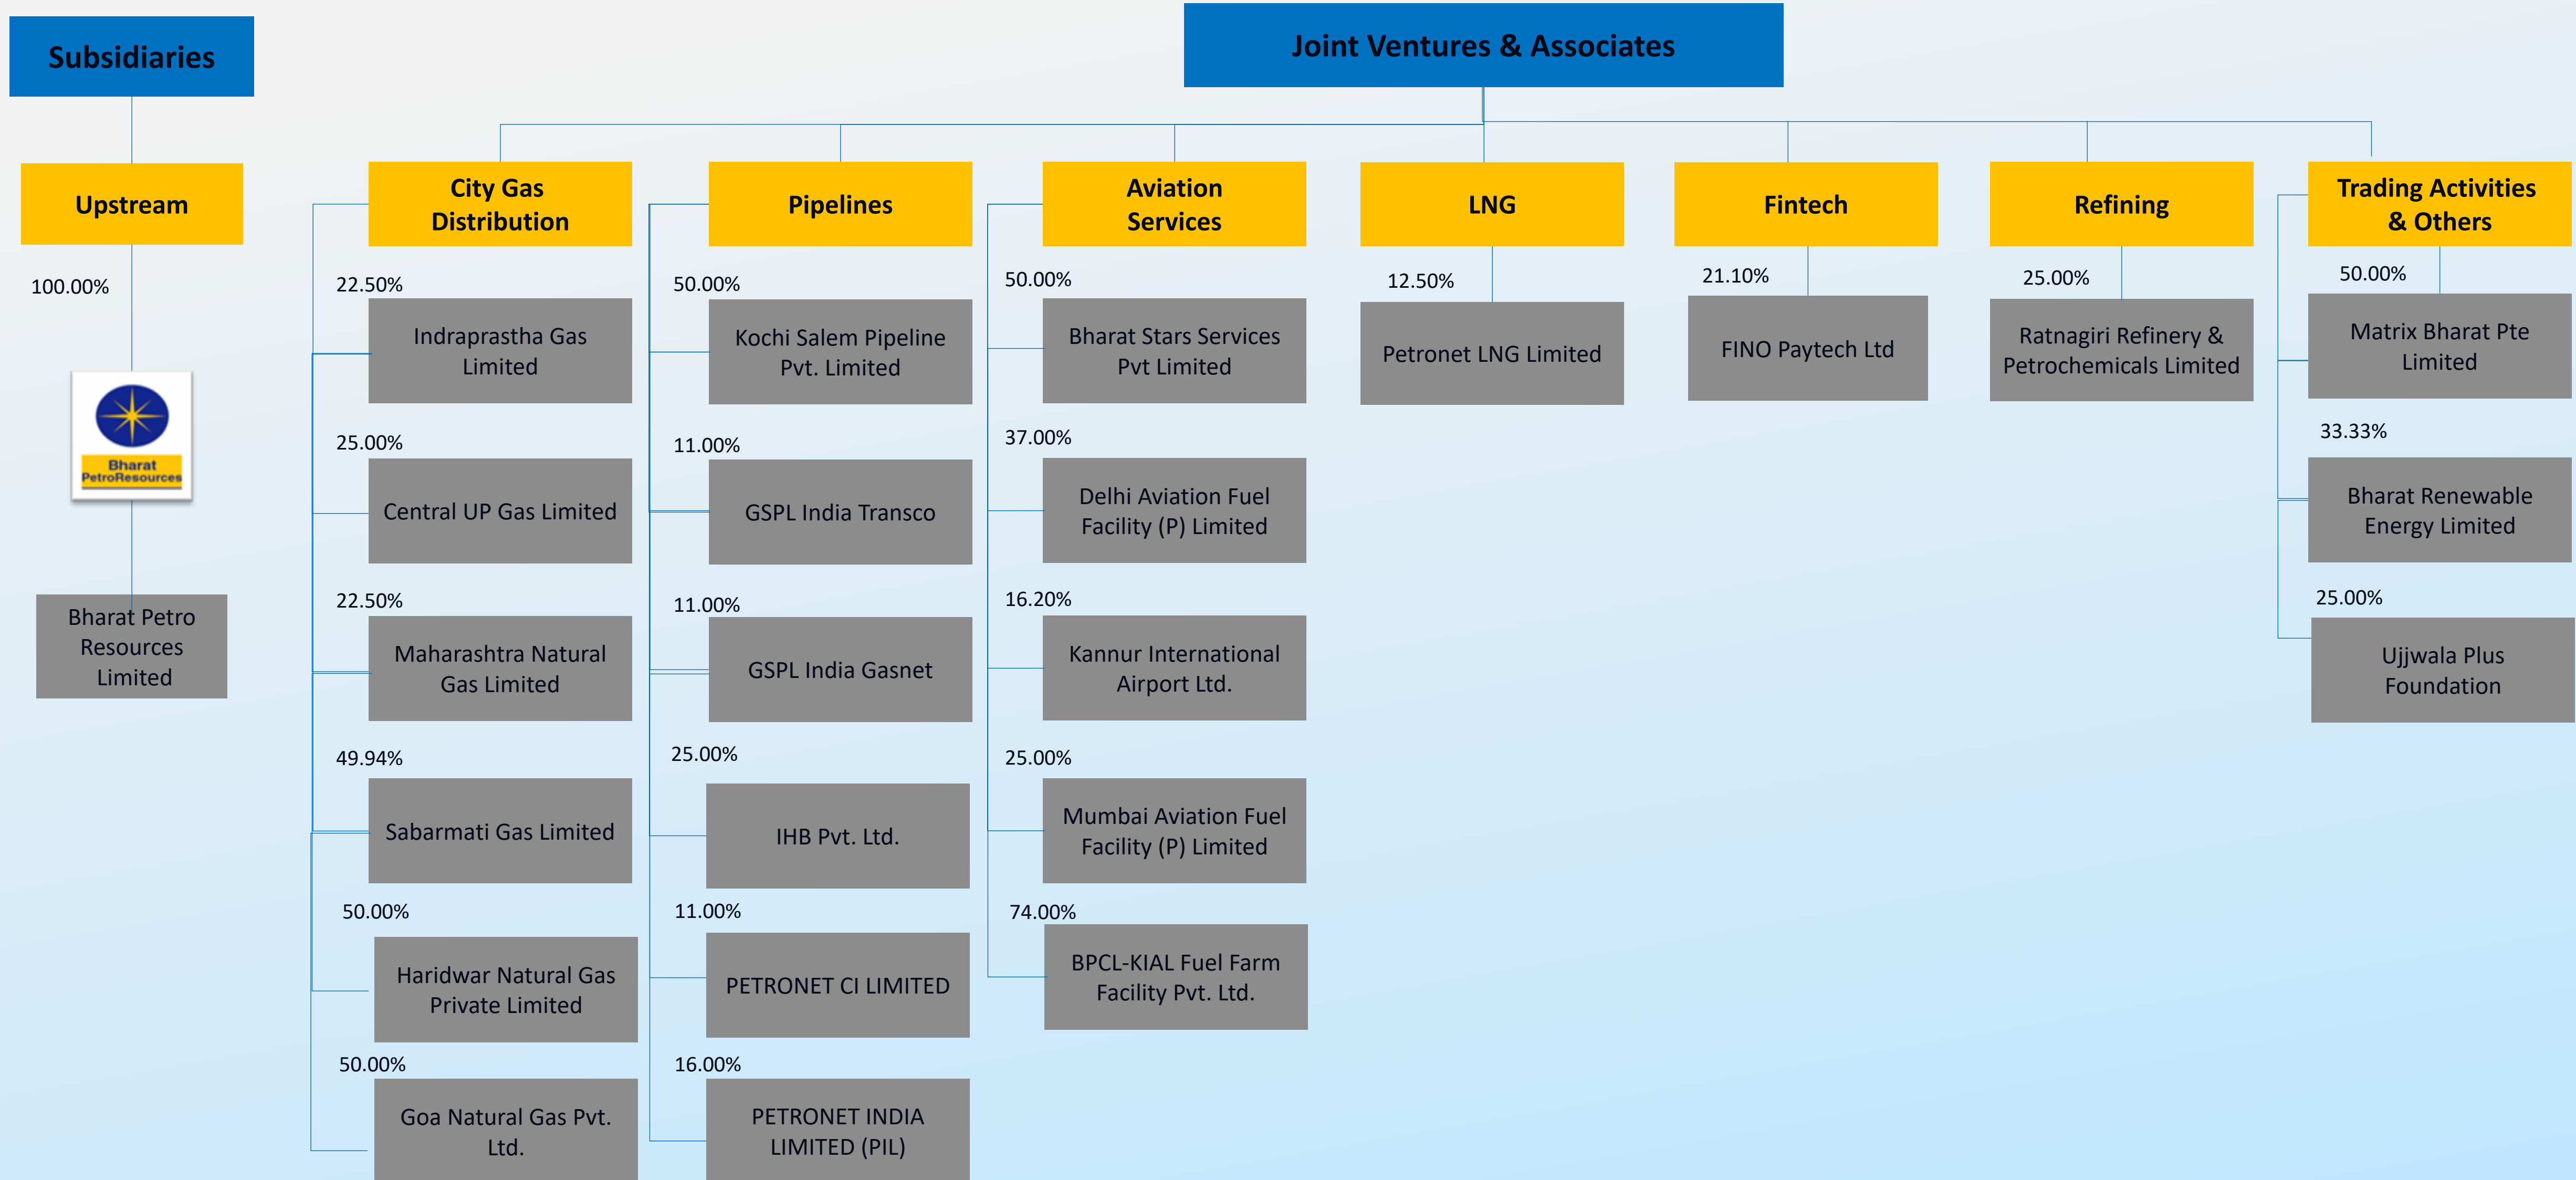 Subsidiaries
Joint Ventures & Associates
Upstream
100.00%
Bharat
PetroResources
Bharat Petro
Resources
Limited
City Gas
Distribution
22.50%
Indraprastha Gas
Limited
25.00%
Central UP Gas Limited
22.50%
Maharashtra Natural
Gas Limited
49.94%
Sabarmati Gas Limited
50.00%
Haridwar Natural Gas
Private Limited
50.00%
Goa Natural Gas Pvt.
Ltd.
Pipelines
50.00%
Kochi Salem Pipeline
Pvt. Limited
11.00%
GSPL India Transco
11.00%
GSPL India Gasnet
25.00%
IHB Pvt. Ltd.
11.00%
PETRONET CI LIMITED
16.00%
PETRONET INDIA
LIMITED (PIL)
Aviation
Services
50.00%
Bharat Stars Services
Pvt Limited
37.00%
Delhi Aviation Fuel
Facility (P) Limited
16.20%
Kannur International
Airport Ltd.
25.00%
Mumbai Aviation Fuel
Facility (P) Limited
74.00%
BPCL-KIAL Fuel Farm
Facility Pvt. Ltd.
LNG
12.50%
Petronet LNG Limited
Fintech
21.10%
FINO Paytech Ltd
Refining
25.00%
Ratnagiri Refinery &
Petrochemicals Limited
Trading Activities
& Others
50.00%
Matrix Bharat Pte
Limited
33.33%
Bharat Renewable
Energy Limited
25.00%
Ujjwala Plus
Foundation